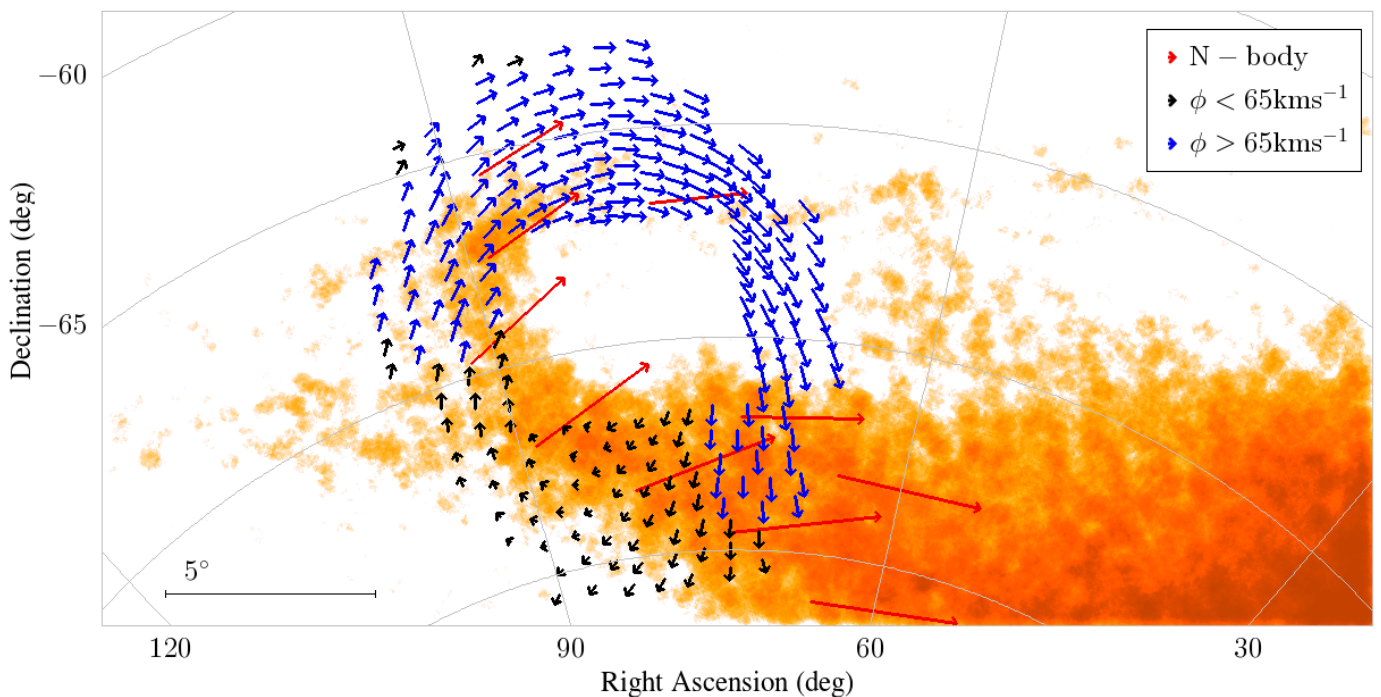 N − body
ϕ < 65kms⁻¹
ϕ > 65kms⁻¹
−60
−65
Declination (deg)
5°
120 90 60 30
Right Ascension (deg)